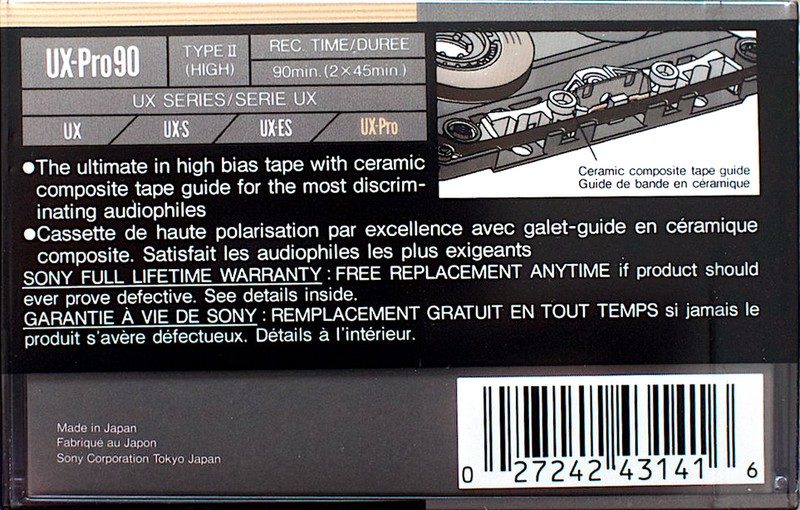 UX-Pro90
TYPE II
(HIGH)
REC. TIME/DUREE
90min. (2×45min.)
UX SERIES/SERIE UX
UX UX-S UX-ES UX-Pro
Ceramic composite tape guide
Guide de bande en céramique
●The ultimate in high bias tape with ceramic
composite tape guide for the most discrim-
inating audiophiles
●Cassette de haute polarisation par excellence avec galet-guide en céramique
composite. Satisfait les audiophiles les plus exigeants
SONY FULL LIFETIME WARRANTY : FREE REPLACEMENT ANYTIME if product should
ever prove defective. See details inside.
GARANTIE À VIE DE SONY : REMPLACEMENT GRATUIT EN TOUT TEMPS si jamais le
produit s'avère défectueux. Détails à l'intérieur.
Made in Japan
Fabriqué au Japon
Sony Corporation Tokyo Japan
0 27242 43141 6